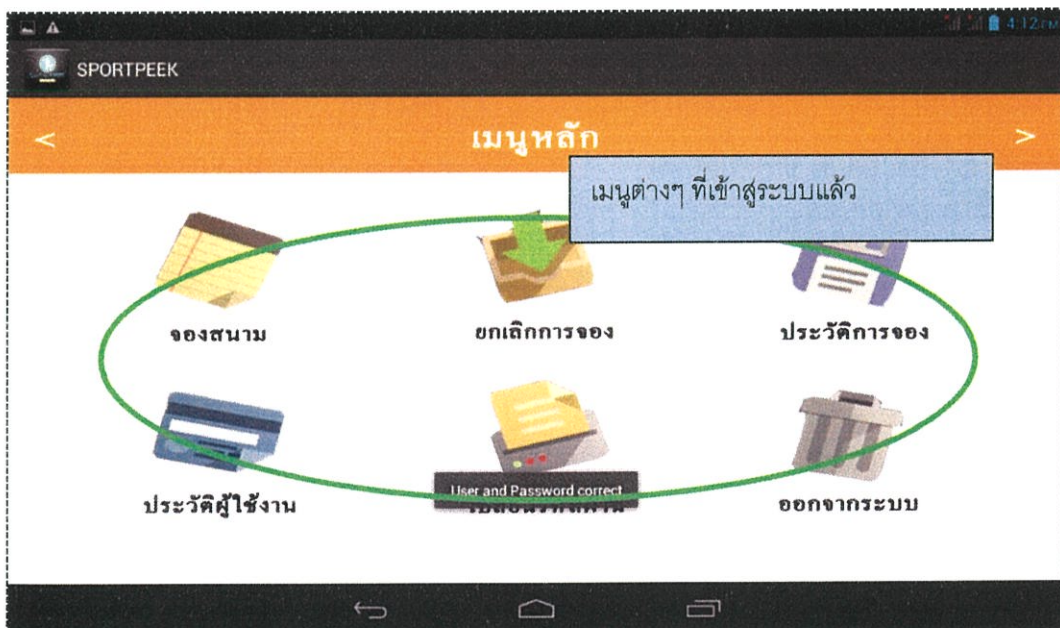 4:12 PM
SPORTPEEK
< เมนูหลัก >
เมนูต่างๆ ที่เข้าสู่ระบบแล้ว
จองสนาม ยกเลิกการจอง ประวัติการจอง
User and Password correct
ประวัติผู้ใช้งาน ออกจากระบบ